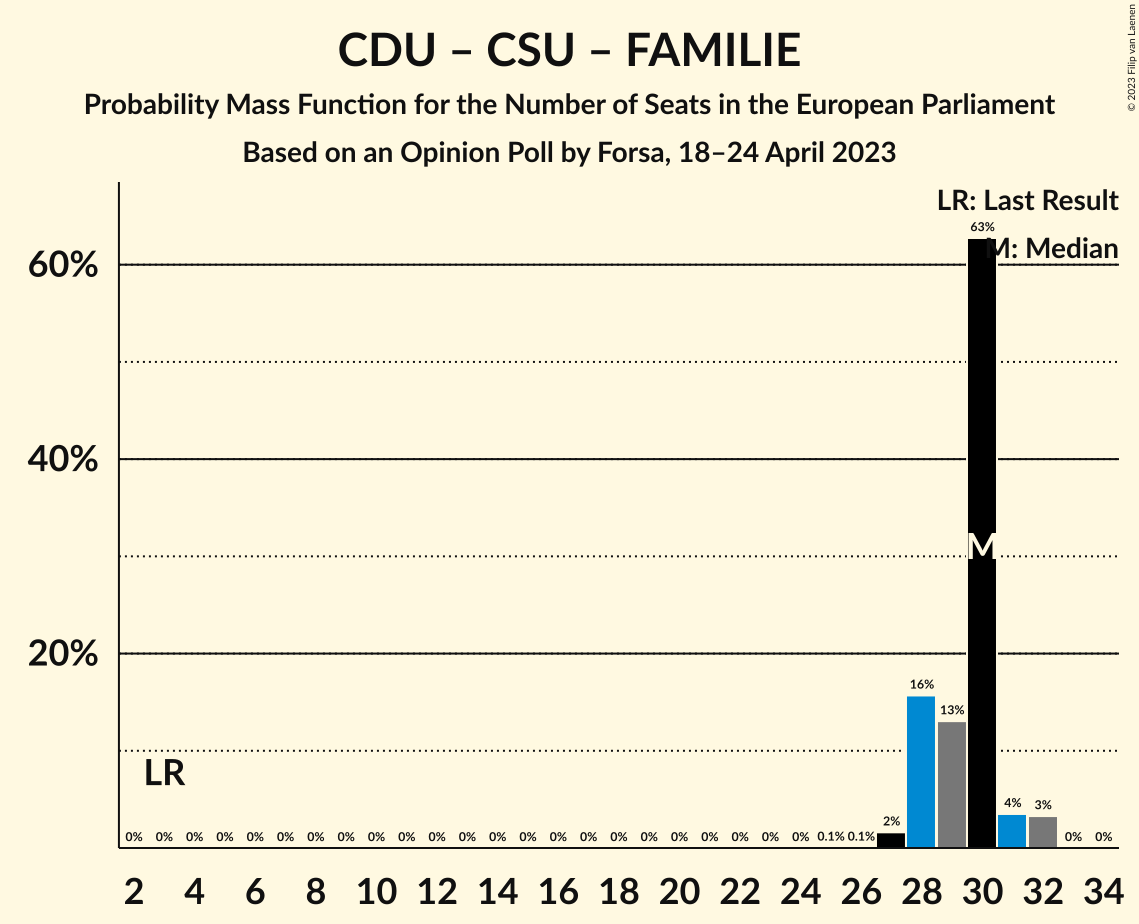 CDU – CSU – FAMILIE
Probability Mass Function for the Number of Seats in the European Parliament
Based on an Opinion Poll by Forsa, 18–24 April 2023
© 2023 Filip van Laenen
LR: Last Result
M: Median
63%
60%
40%
M
20%
16%
13%
LR
4%
3%
2%
0% 0% 0% 0% 0% 0% 0% 0% 0% 0% 0% 0% 0% 0% 0% 0% 0% 0% 0% 0% 0% 0% 0% 0.1% 0.1% 0% 0%
2 4 6 8 10 12 14 16 18 20 22 24 26 28 30 32 34